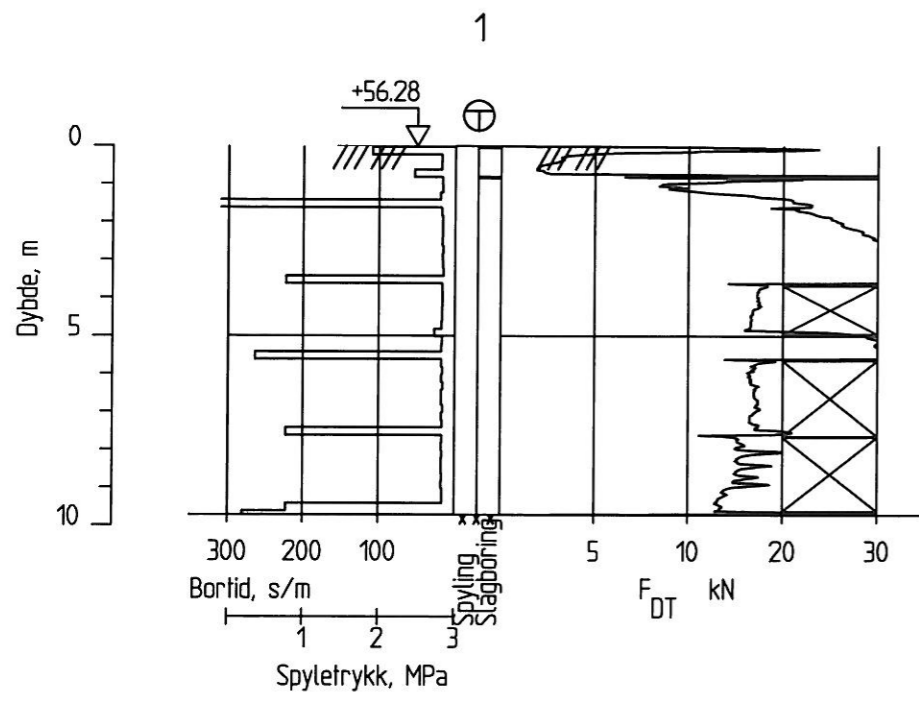 1
+56.28
0
5
10
Dybde, m
300 200 100
Bortid, s/m
1 2 3
Spyletrykk, MPa
Spyling
Slagboring
5 10 20 30
F DT kN